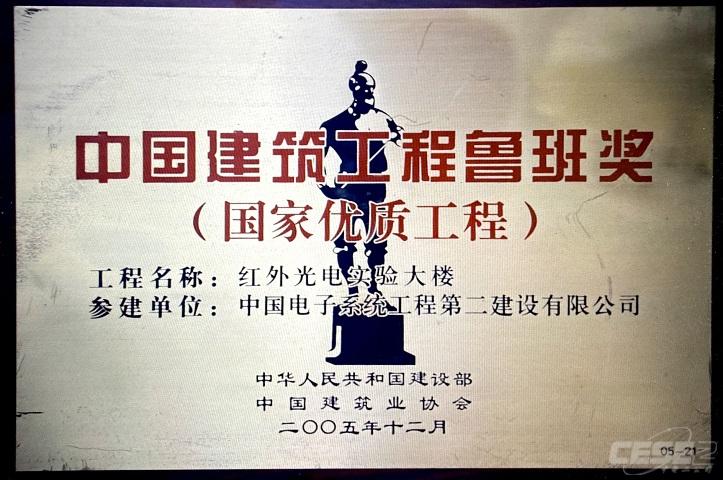 中国建筑工程鲁班奖
（国家优质工程）
工程名称：红外光电实验大楼
参建单位：中国电子系统工程第二建设有限公司
中华人民共和国建设部
中国建筑业协会
二〇〇五年十二月
05-21
CESE2